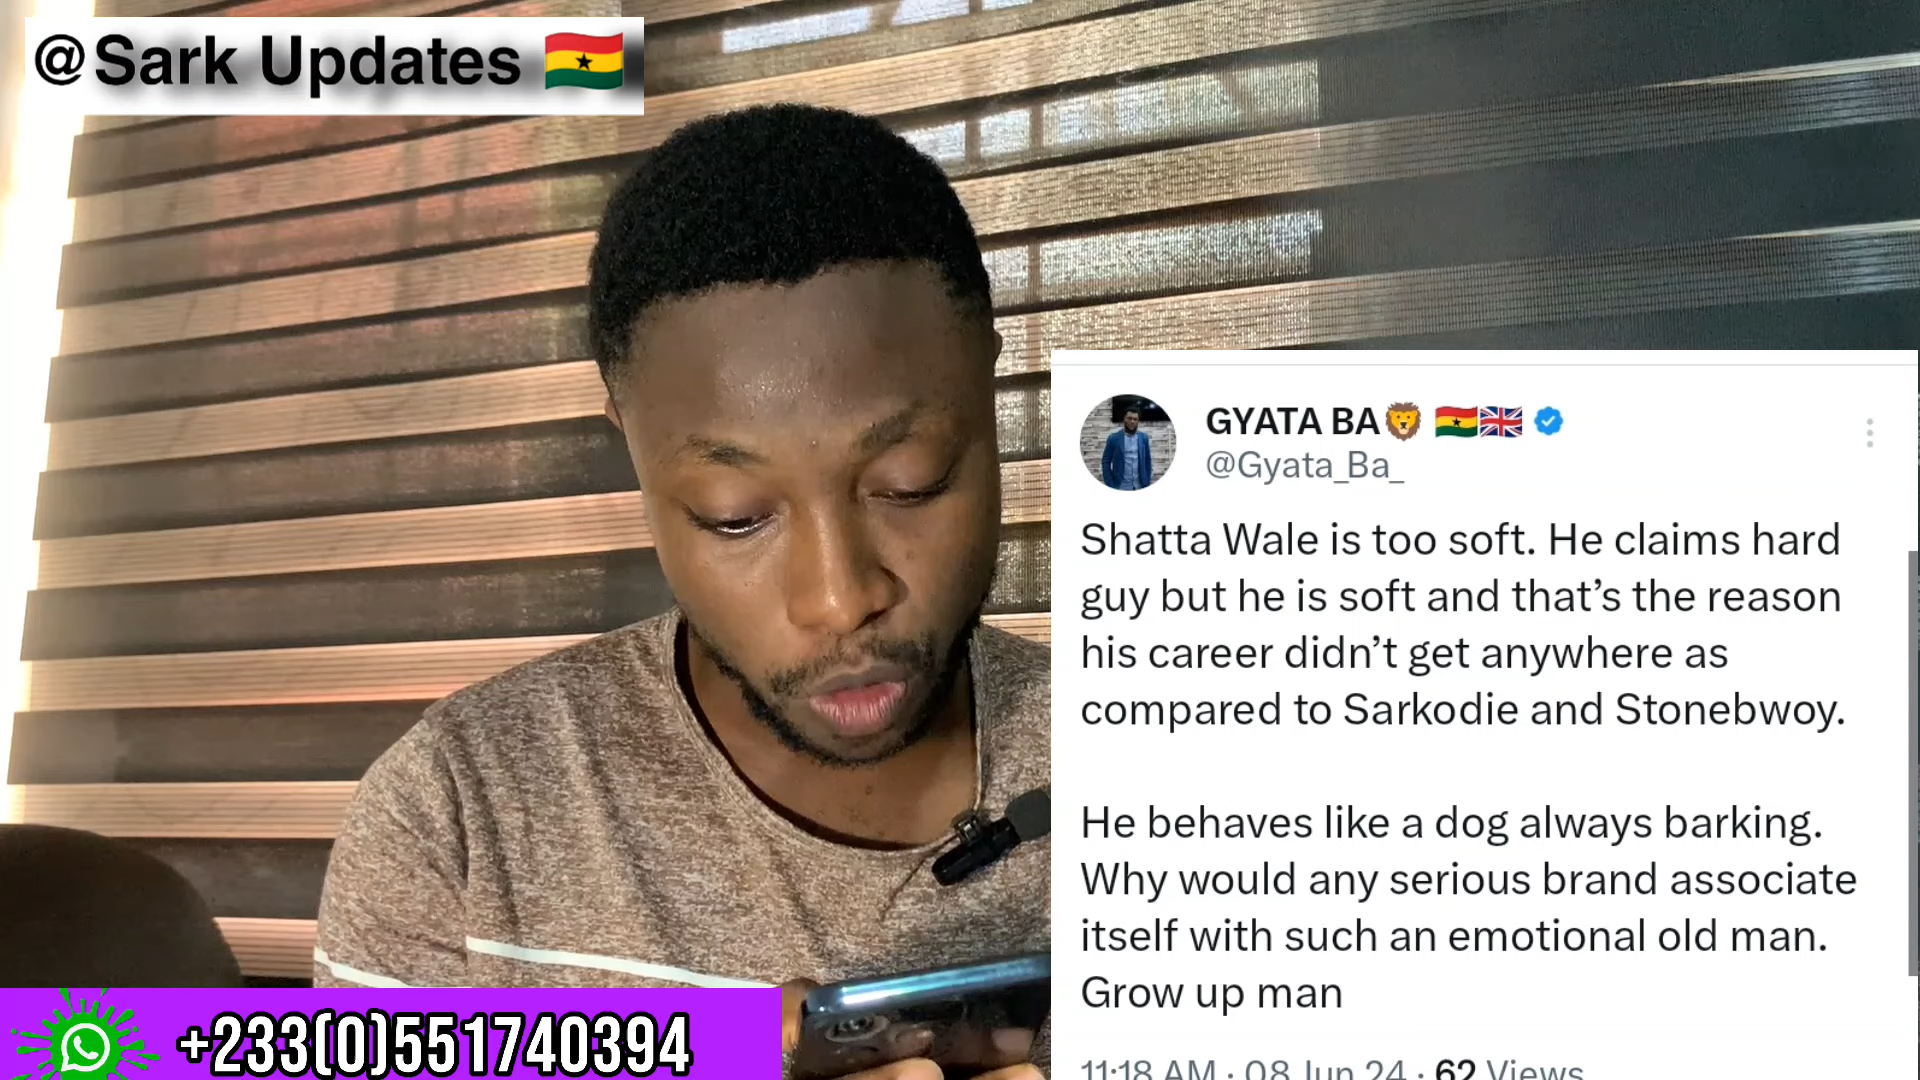 @Sark Updates 🇬🇭
GYATA BA🦁 🇬🇭🇬🇧
@Gyata_Ba_
Shatta Wale is too soft. He claims hard
guy but he is soft and that’s the reason
his career didn’t get anywhere as
compared to Sarkodie and Stonebwoy.
He behaves like a dog always barking.
Why would any serious brand associate
itself with such an emotional old man.
Grow up man
11:18 AM · 08 Jun 24 · 62 Views
+233(0)551740394